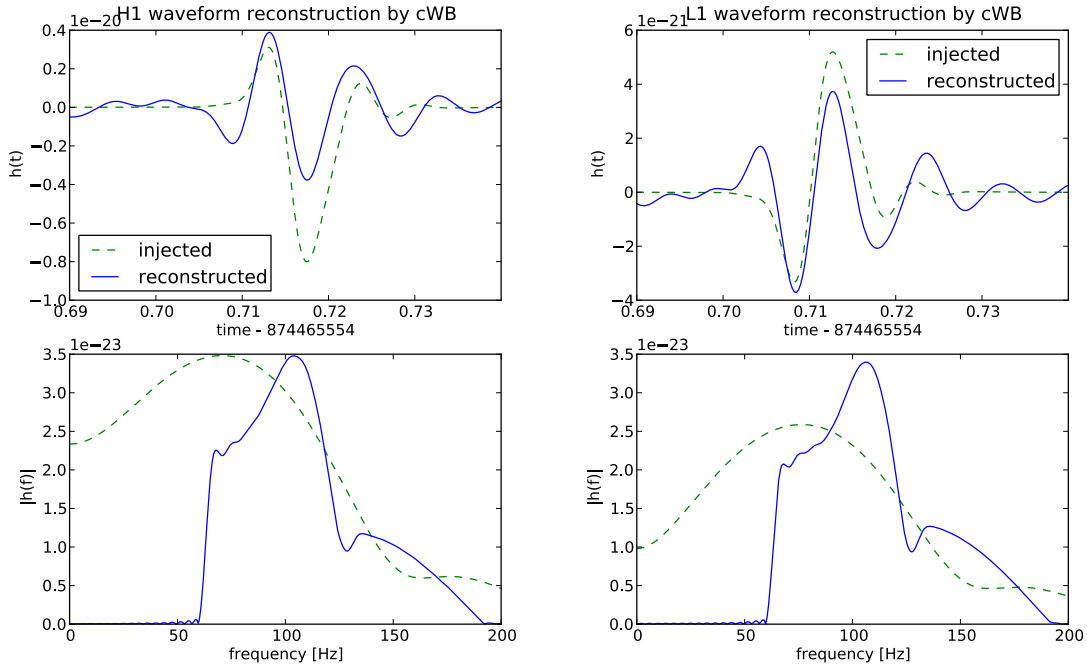 H1 waveform reconstruction by cWB
1e−20
0.4
0.2
0.0
−0.2
−0.4
−0.6
−0.8
−1.0
h(t)
injected
reconstructed
0.69 0.70 0.71 0.72 0.73
time - 874465554
L1 waveform reconstruction by cWB
1e−21
6
4
2
0
−2
−4
h(t)
injected
reconstructed
0.69 0.70 0.71 0.72 0.73
time - 874465554
1e−23
3.5
3.0
2.5
2.0
1.5
1.0
0.5
0.0
|h(f)|
0 50 100 150 200
frequency [Hz]
1e−23
3.5
3.0
2.5
2.0
1.5
1.0
0.5
0.0
|h(f)|
0 50 100 150 200
frequency [Hz]